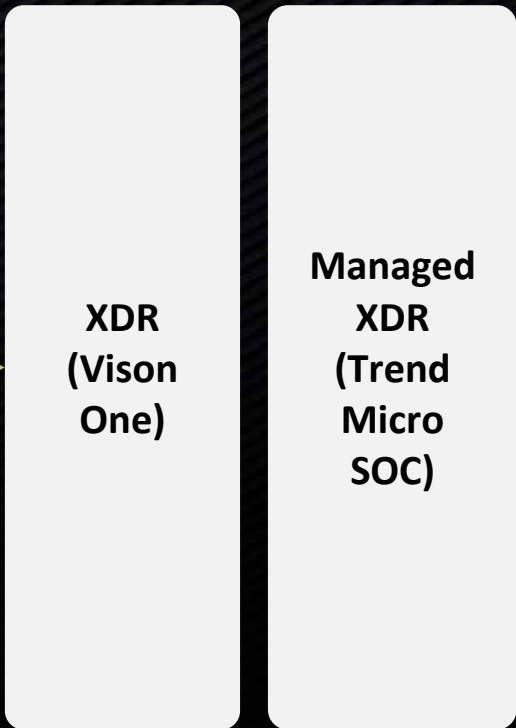 XDR
(Vison
One)
Managed
XDR
(Trend
Micro
SOC)